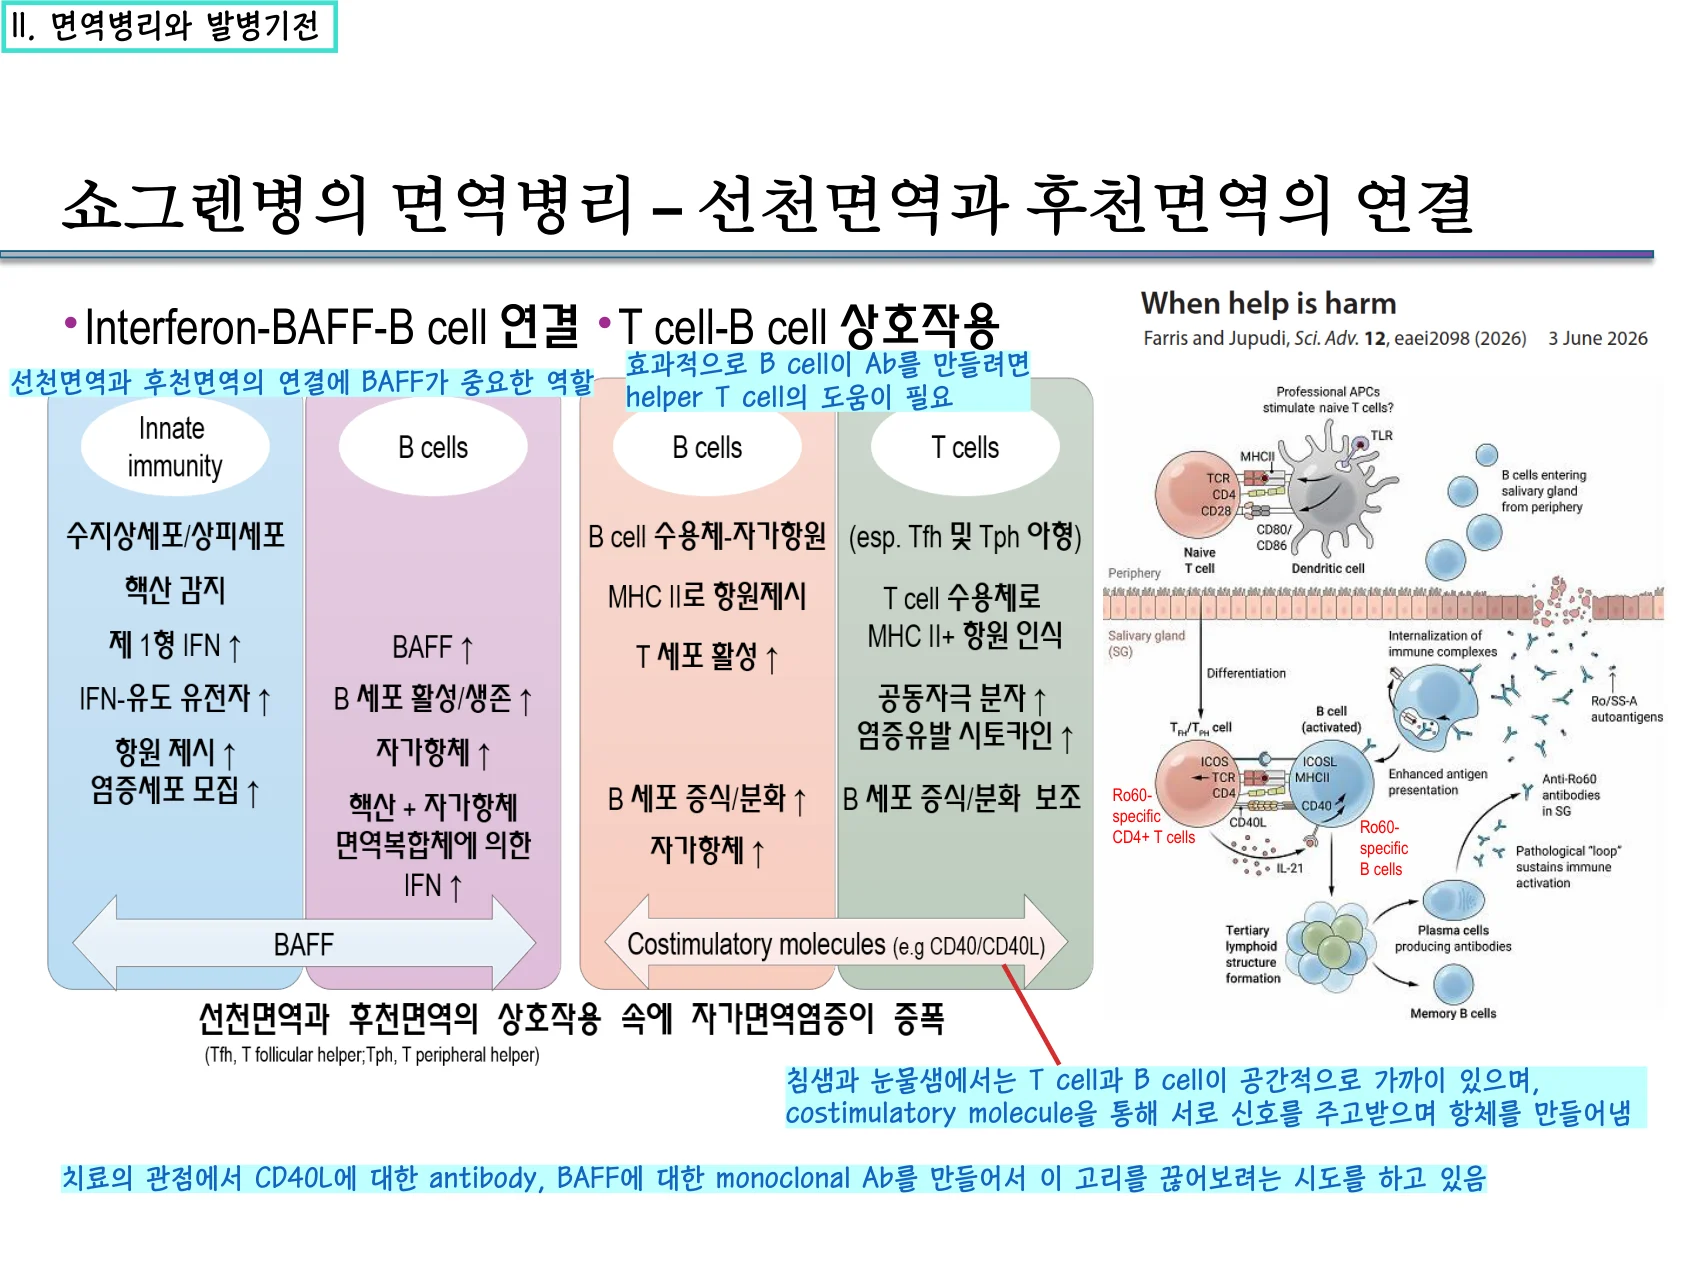 II. 면역병리와 발병기전
쇼그렌병의 면역병리 – 선천면역과 후천면역의 연결
•Interferon-BAFF-B cell 연결
선천면역과 후천면역의 연결에 BAFF가 중요한 역할
Innate
immunity
수지상세포/상피세포
핵산 감지
제 1형 IFN ↑
IFN-유도 유전자 ↑
항원 제시 ↑
염증세포 모집 ↑
B cells
BAFF ↑
B 세포 활성/생존 ↑
자가항체 ↑
핵산 + 자가항체
면역복합체에 의한
IFN ↑
BAFF
•T cell-B cell 상호작용
효과적으로 B cell이 Ab를 만들려면
helper T cell의 도움이 필요
B cells
B cell 수용체-자가항원
MHC II로 항원제시
T 세포 활성 ↑
B 세포 증식/분화 ↑
자가항체 ↑
T cells
(esp. Tfh 및 Tph 아형)
T cell 수용체로
MHC II+ 항원 인식
공동자극 분자 ↑
염증유발 시토카인 ↑
B 세포 증식/분화 보조
Costimulatory molecules (e.g CD40/CD40L)
선천면역과 후천면역의 상호작용 속에 자가면역염증이 증폭
(Tfh, T follicular helper;Tph, T peripheral helper)
When help is harm
Farris and Jupudi, Sci. Adv. 12, eaei2098 (2026) 3 June 2026
Professional APCs
stimulate naive T cells?
TLR
MHCII
TCR
CD4
CD28
CD80/
CD86
Naive
T cell
Dendritic cell
B cells entering
salivary gland
from periphery
Periphery
Salivary gland
(SG)
Differentiation
Internalization of
immune complexes
Ro/SS-A
autoantigens
TFH/TPH cell
B cell
(activated)
ICOS
ICOSL
TCR
MHCII
CD4
CD40
CD40L
IL-21
Ro60-
specific
CD4+ T cells
Ro60-
specific
B cells
Enhanced antigen
presentation
Anti-Ro60
antibodies
in SG
Pathological “loop”
sustains immune
activation
Tertiary
lymphoid
structure
formation
Plasma cells
producing antibodies
Memory B cells
침샘과 눈물샘에서는 T cell과 B cell이 공간적으로 가까이 있으며,
costimulatory molecule을 통해 서로 신호를 주고받으며 항체를 만들어냄
치료의 관점에서 CD40L에 대한 antibody, BAFF에 대한 monoclonal Ab를 만들어서 이 고리를 끊어보려는 시도를 하고 있음